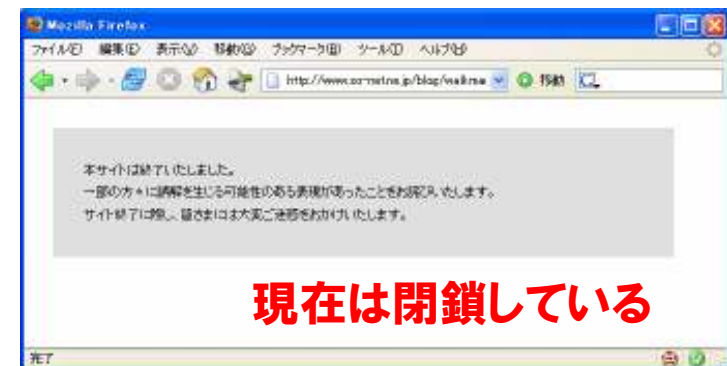 Mozilla Firefox
ファイル(F) 編集(E) 表示(V) 移動(G) ブックマーク(B) ツール(T) ヘルプ(H)
移動
本サイトは終了いたしました。
一部の方々に誤解を生じる可能性のある表現があったことをお詫びいたします。
サイト終了に際し、皆さまには大変ご迷惑をおかけいたします。
現在は閉鎖している
完了